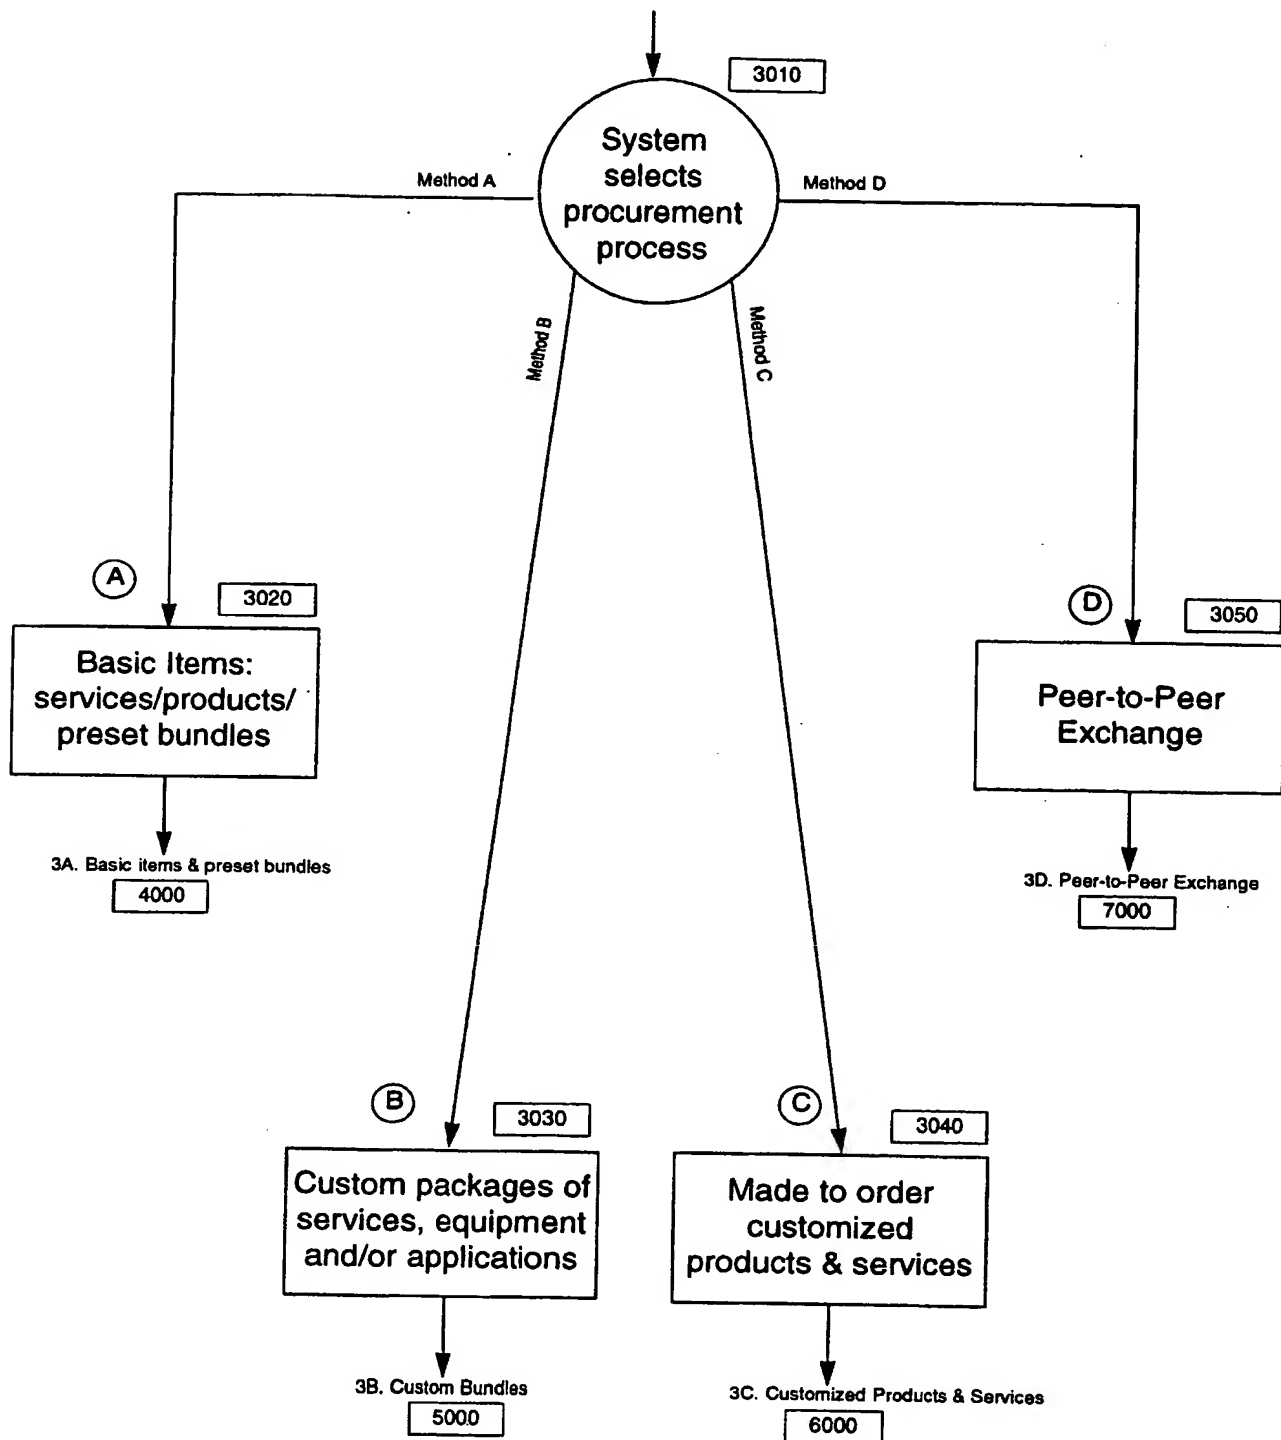 3010
System
selects
procurement
process
Method A
Method D
Method B
Method C
A
3020
Basic Items:
services/products/
preset bundles
3A. Basic items & preset bundles
4000
D
3050
Peer-to-Peer
Exchange
3D. Peer-to-Peer Exchange
7000
B
3030
Custom packages of
services, equipment
and/or applications
3B. Custom Bundles
5000
C
3040
Made to order
customized
products & services
3C. Customized Products & Services
6000